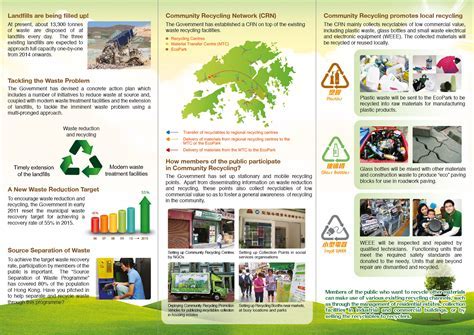 Landfills are being filled up!
At present, about 13,300 tonnes
of waste are disposed of at
landfills every day. The three
existing landfills are expected to
approach full capacity one-by-one
from 2014 onwards.
Tackling the Waste Problem
The Government has devised a concrete action plan which
includes a number of initiatives to reduce waste at source and,
coupled with modern waste treatment facilities and the extension
of landfills, to tackle the imminent waste problem using a
multi-pronged approach.
Waste reduction
and recycling
Timely extension
of the landfills
Modern waste
treatment facilities
A New Waste Reduction Target
To encourage waste reduction and
recycling, the Government in early
2011 reset the municipal waste
recovery target for achieving a
recovery rate of 55% in 2015.
55%
Source Separation of Waste
To achieve the target waste recovery
rate, participation by members of the
public is important. The "Source
Separation of Waste Programme"
has covered 80% of the population
of Hong Kong. Have you pitched in
to help separate and recycle waste
through this programme?
Community Recycling Network (CRN)
The Government has established a CRN on top of the existing
waste recycling facilities.
Recycling Centres
Material Transfer Centre (MTC)
EcoPark
Transfer of recyclables to regional recycling centres
Delivery of materials from regional recycling centres to the
MTC or the EcoPark
Delivery of materials from the MTC to the EcoPark
How members of the public participate
in Community Recycling?
The Government has set up stationary and mobile recycling
points. Apart from disseminating information on waste reduction
and recycling, these points also collect recyclables of low
commercial value so as to foster a general awareness of recycling
in the community.
Setting up Community Recycling Centres
by NGOs
Setting up Collection Points in social
services organisations
Deploying Community Recycling Promotion
Vehicles for publicising recyclables collection
in housing estates
Setting up Recycling Booths near markets,
at busy locations, etc.
Community Recycling promotes local recycling
The CRN mainly collects recyclables of low commercial value,
including plastic waste, glass bottles and small waste electrical
and electronic equipment (WEEE). The collected materials will
be recycled or reused locally.
塑膠
Plastics
Plastic waste will be sent to the EcoPark to be
recycled into raw materials for manufacturing
plastic products.
玻璃樽
Glass Bottles
Glass bottles will be mixed with other materials
and construction waste to produce "eco" paving
blocks for use in roadwork paving.
小型電器
Small WEEE
WEEE will be inspected and repaired by
qualified technicians. Functioning units that
meet the required safety standards are
donated to the needy. Irreparable ones will
be dismantled for recycling.
Members of the public who want to recycle other materials
can make use of various existing recycling channels, such
as through the management of residential estates, collection
facilities in industrial and commercial buildings, or by
selling the recyclables to recyclers.